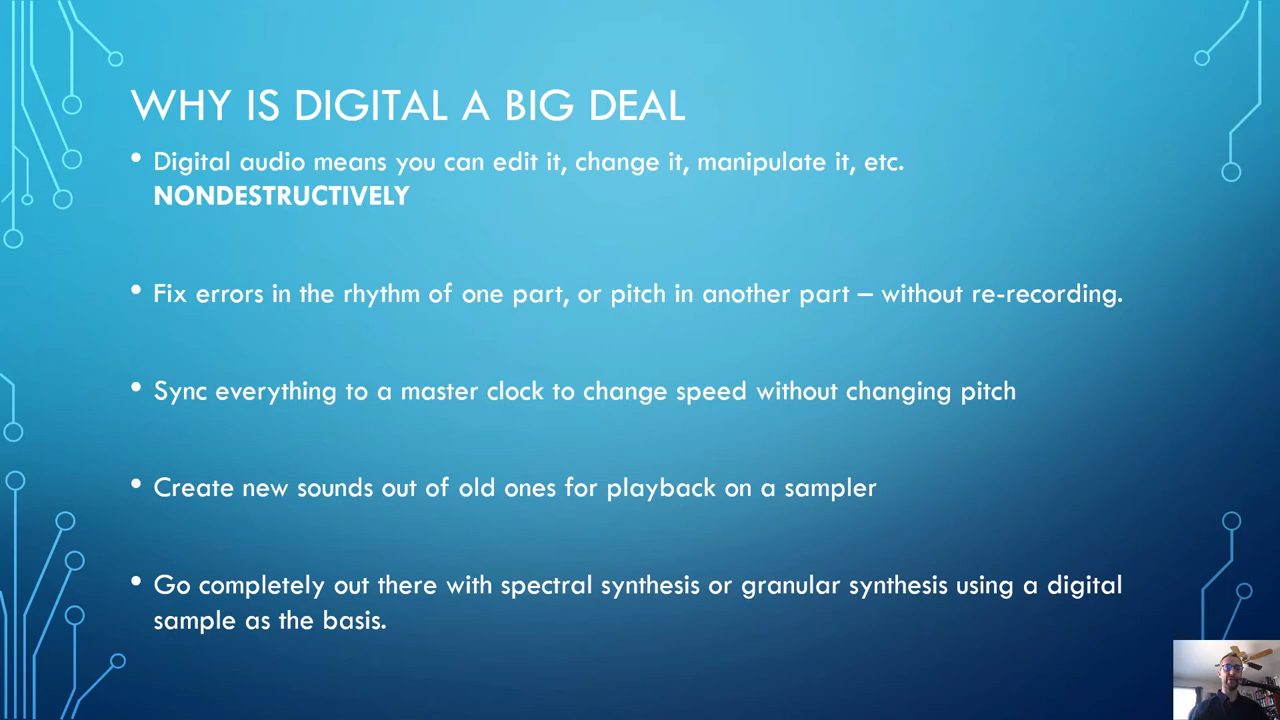 WHY IS DIGITAL A BIG DEAL
• Digital audio means you can edit it, change it, manipulate it, etc.
NONDESTRUCTIVELY
• Fix errors in the rhythm of one part, or pitch in another part – without re-recording.
• Sync everything to a master clock to change speed without changing pitch
• Create new sounds out of old ones for playback on a sampler
• Go completely out there with spectral synthesis or granular synthesis using a digital
sample as the basis.